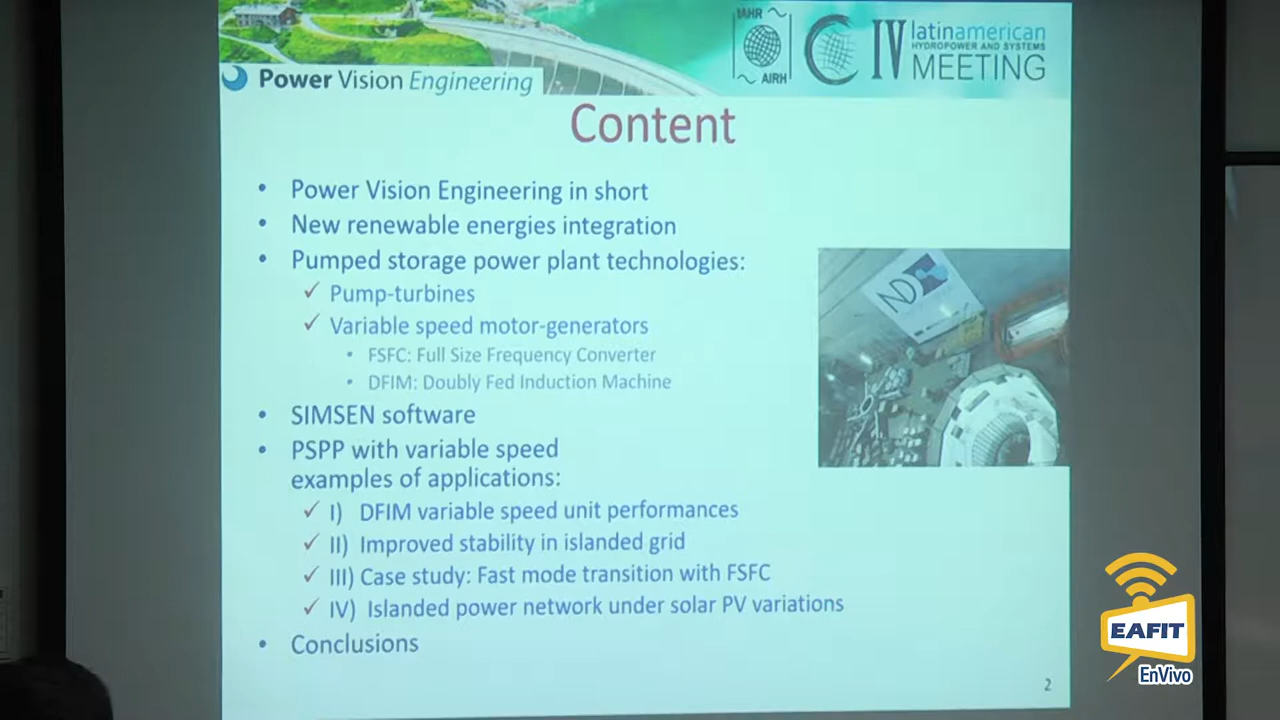 IAHR
AIRH
IV latinamerican
HYDROPOWER AND SYSTEMS
MEETING
Power Vision Engineering
Content
• Power Vision Engineering in short
• New renewable energies integration
• Pumped storage power plant technologies:
✓ Pump-turbines
✓ Variable speed motor-generators
• FSFC: Full Size Frequency Converter
• DFIM: Doubly Fed Induction Machine
• SIMSEN software
• PSPP with variable speed
examples of applications:
✓ I) DFIM variable speed unit performances
✓ II) Improved stability in islanded grid
✓ III) Case study: Fast mode transition with FSFC
✓ IV) Islanded power network under solar PV variations
• Conclusions
2
ND
EAFIT
EnVivo